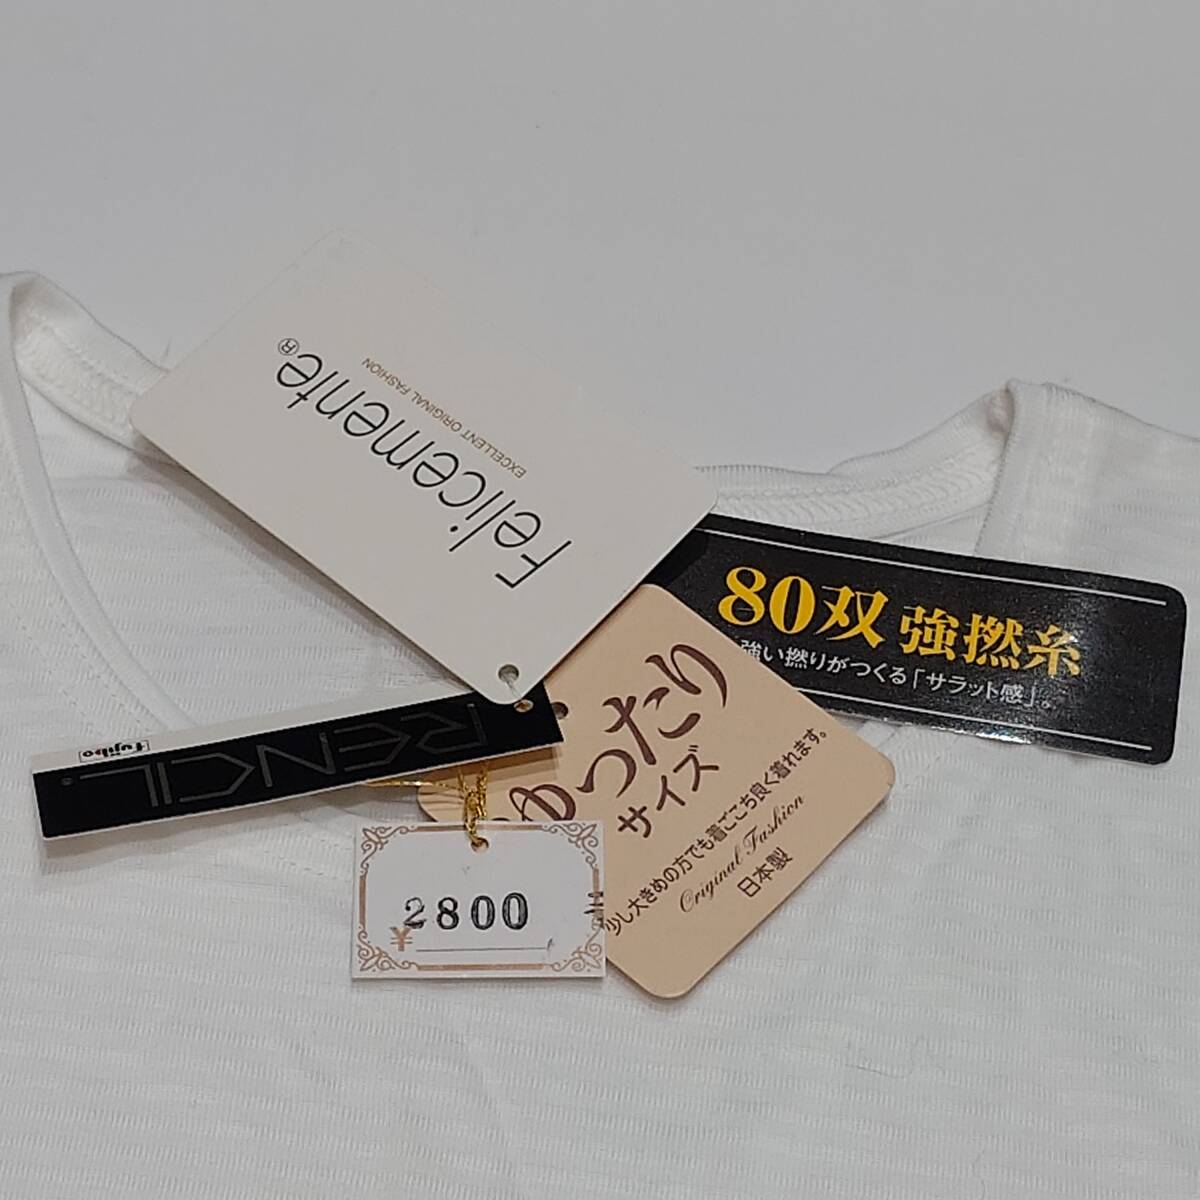 Felicemente®
EXCELLENT ORIGINAL FASHION
80双 強撚糸
強い撚りがつくる「サラット感」。
RENCIL®
fujibo
ゆったり
サイズ
少し大きめの方でも着ごこち良く着れます。
Original Fashion
日本製
¥ 2800